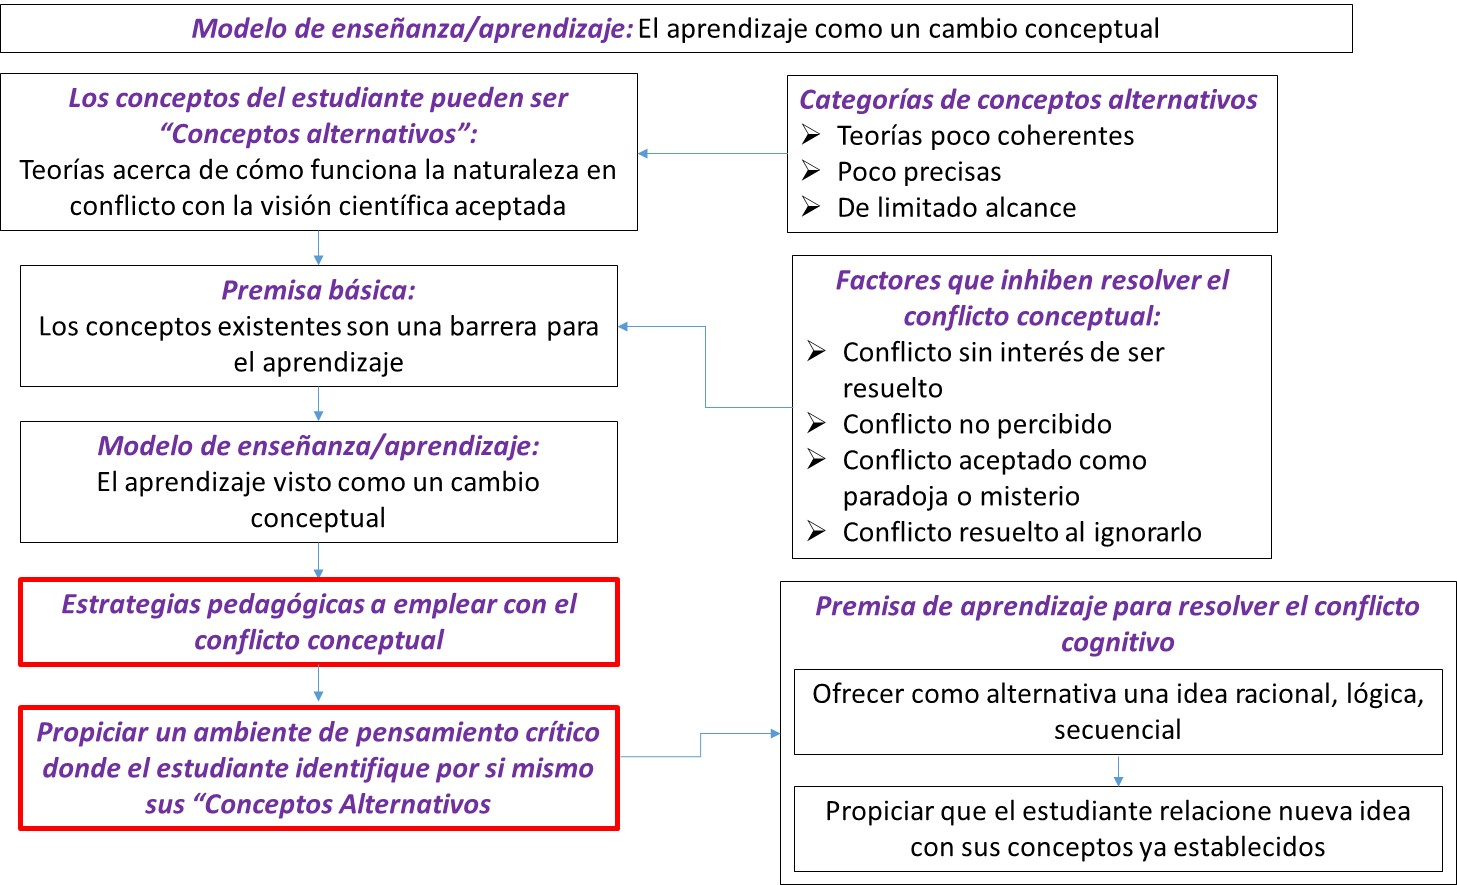 Modelo de enseñanza/aprendizaje: El aprendizaje como un cambio conceptual
Los conceptos del estudiante pueden ser
“Conceptos alternativos”:
Teorías acerca de cómo funciona la naturaleza en
conflicto con la visión científica aceptada
Categorías de conceptos alternativos
Teorías poco coherentes
Poco precisas
De limitado alcance
Premisa básica:
Los conceptos existentes son una barrera para
el aprendizaje
Factores que inhiben resolver el
conflicto conceptual:
Conflicto sin interés de ser
resuelto
Conflicto no percibido
Conflicto aceptado como
paradoja o misterio
Conflicto resuelto al ignorarlo
Modelo de enseñanza/aprendizaje:
El aprendizaje visto como un cambio
conceptual
Estrategias pedagógicas a emplear con el
conflicto conceptual
Propiciar un ambiente de pensamiento crítico
donde el estudiante identifique por si mismo
sus “Conceptos Alternativos
Premisa de aprendizaje para resolver el conflicto
cognitivo
Ofrecer como alternativa una idea racional, lógica,
secuencial
Propiciar que el estudiante relacione nueva idea
con sus conceptos ya establecidos